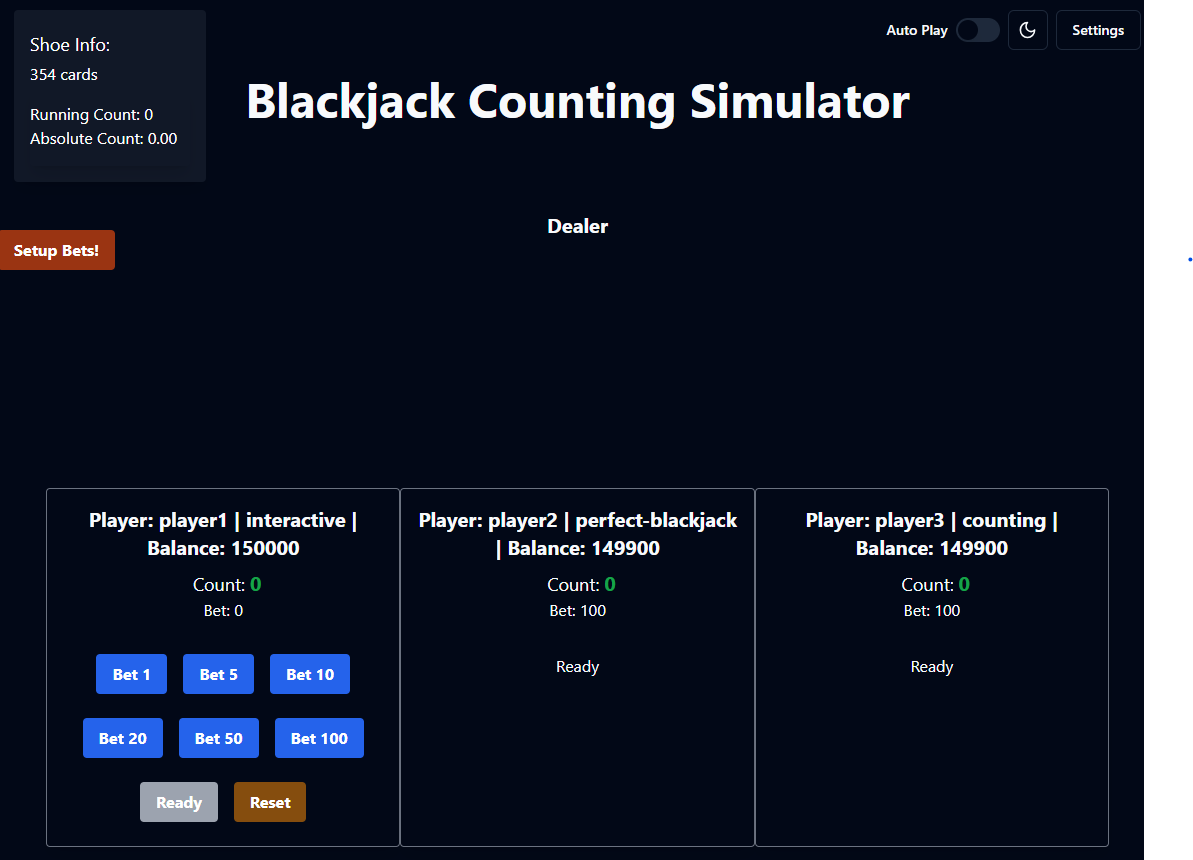 Shoe Info:
354 cards
Running Count: 0
Absolute Count: 0.00
Auto Play
Settings
Blackjack Counting Simulator
Setup Bets!
Dealer
Player: player1 | interactive |
Balance: 150000
Count: 0
Bet: 0
Bet 1
Bet 5
Bet 10
Bet 20
Bet 50
Bet 100
Ready
Reset
Player: player2 | perfect-blackjack
| Balance: 149900
Count: 0
Bet: 100
Ready
Player: player3 | counting |
Balance: 149900
Count: 0
Bet: 100
Ready